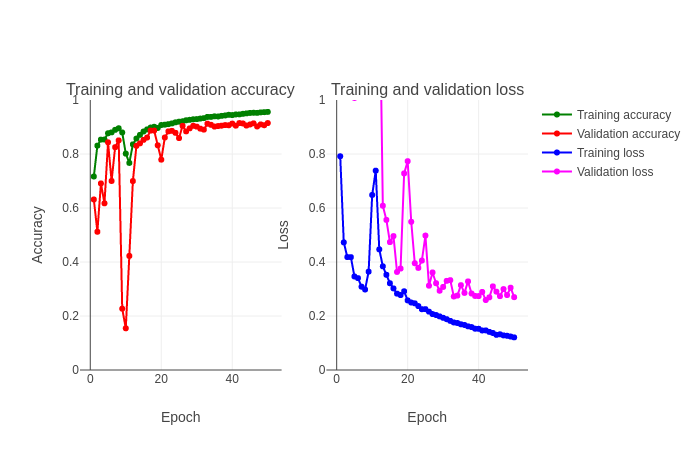 Training and validation accuracy
1
0.8
0.6
0.4
0.2
0
0
20
40
Epoch
Accuracy
Training and validation loss
1
0.8
0.6
0.4
0.2
0
0
20
40
Epoch
Loss
Training accuracy
Validation accuracy
Training loss
Validation loss